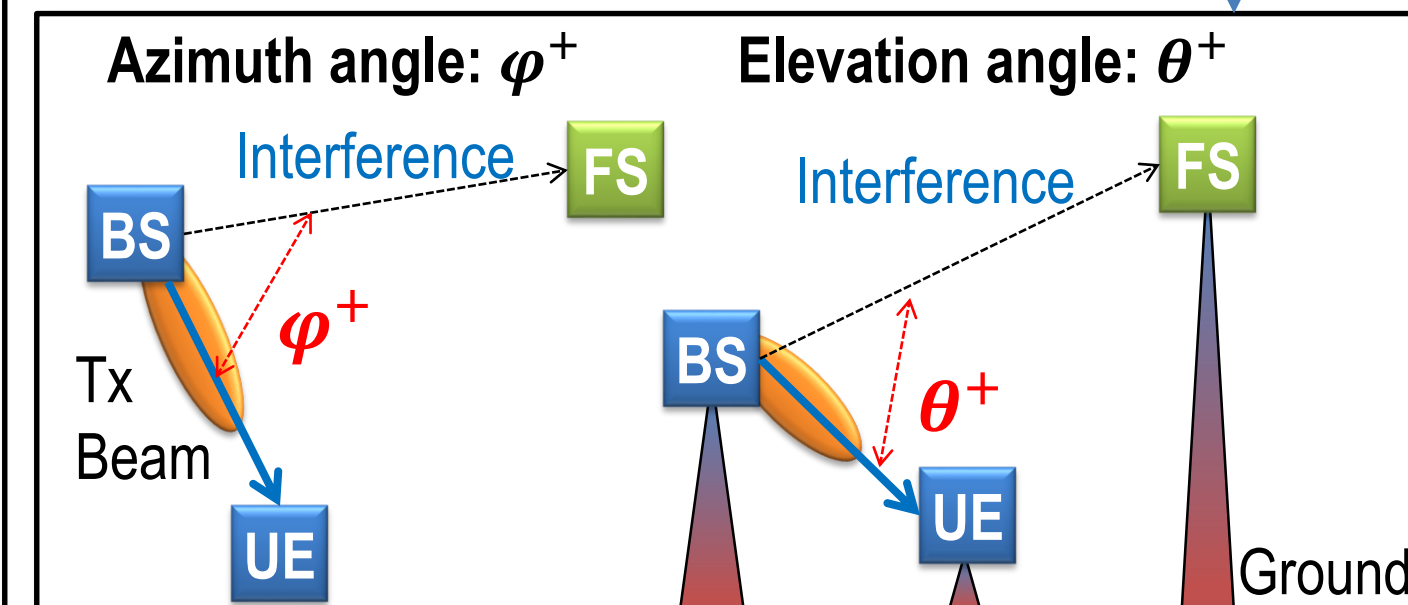 Azimuth angle: φ⁺
Interference
FS
BS
φ⁺
Tx
Beam
UE
Elevation angle: θ⁺
Interference
FS
BS
θ⁺
UE
Ground